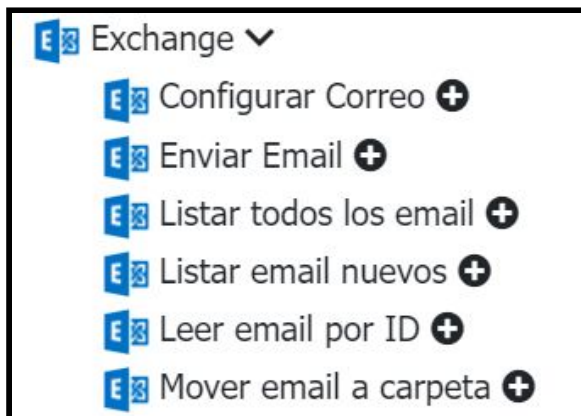 Exchange
Configurar Correo
Enviar Email
Listar todos los email
Listar email nuevos
Leer email por ID
Mover email a carpeta